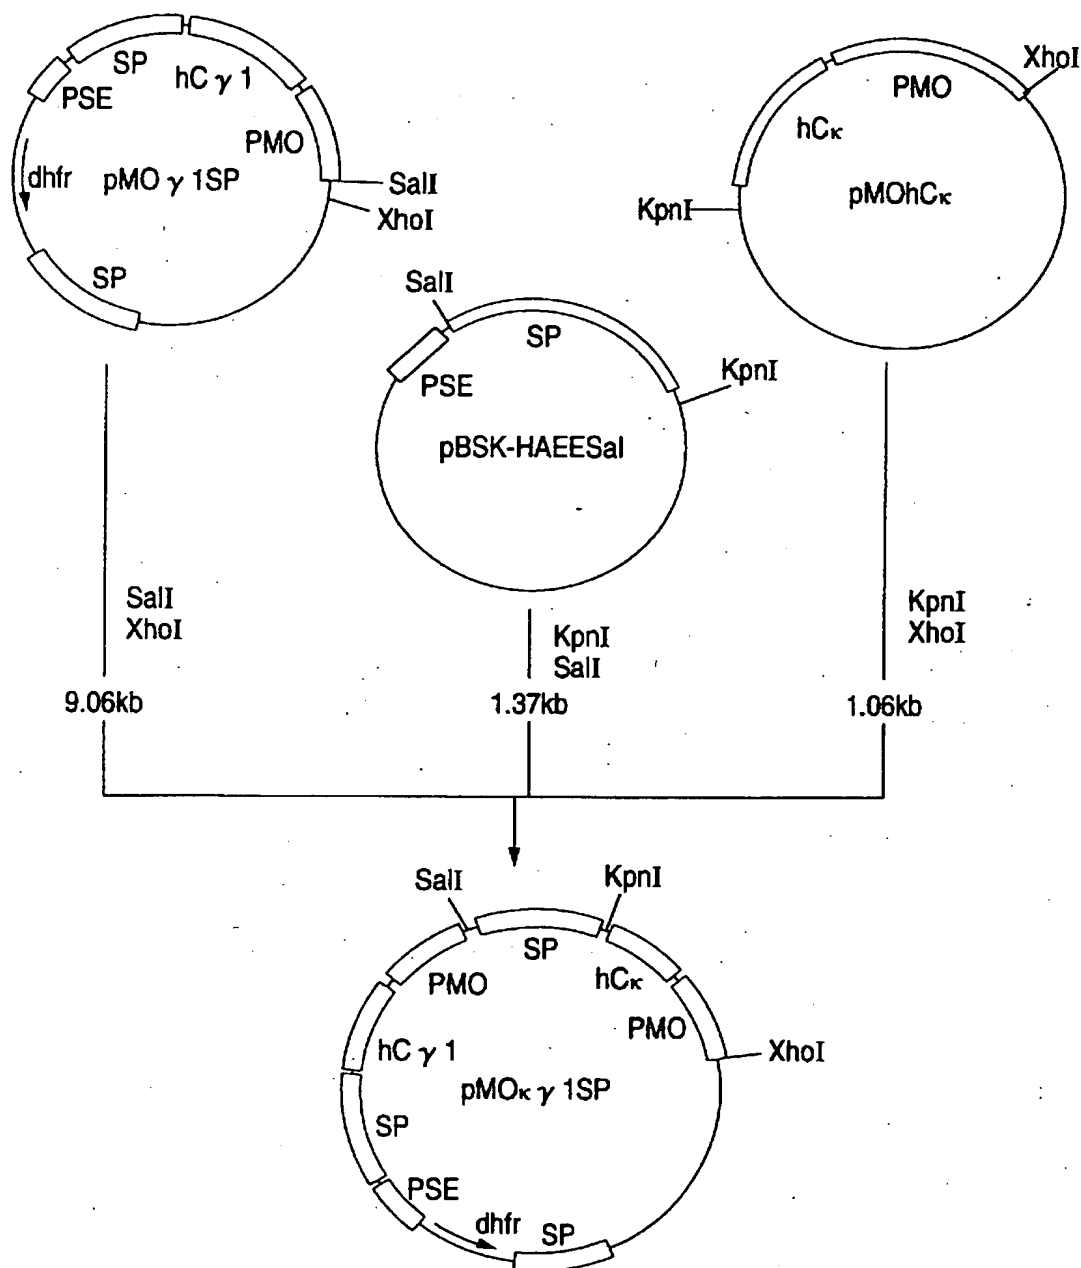 SP
hC γ 1
PSE
PMO
dhfr
pMO γ 1SP
SalI
XhoI
SP
XhoI
PMO
hCκ
pMOhCκ
KpnI
SalI
SP
KpnI
PSE
pBSK-HAEESal
SalI
XhoI
KpnI
SalI
KpnI
XhoI
9.06kb
1.37kb
1.06kb
SalI
KpnI
SP
PMO
hCκ
PMO
hC γ 1
XhoI
pMOκ γ 1SP
SP
PSE
dhfr
SP